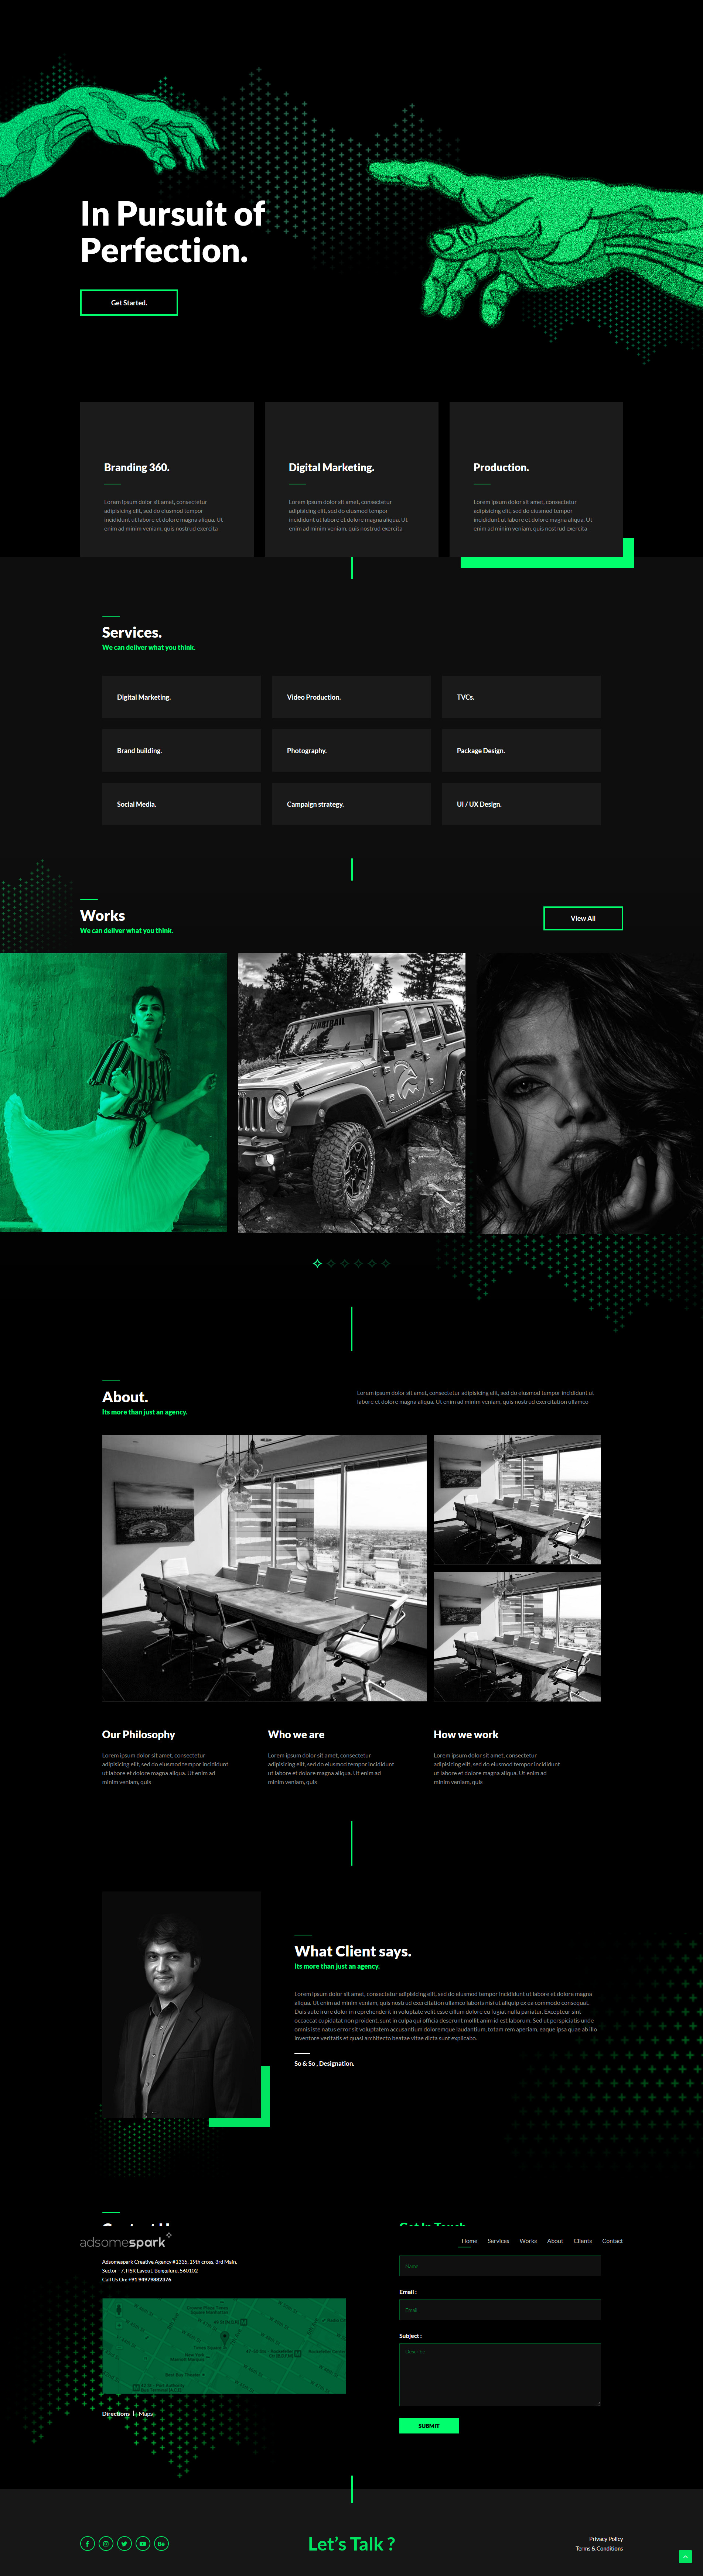 In Pursuit of
Perfection.
Get Started.
Branding 360.
Lorem ipsum dolor sit amet, consectetur
adipisicing elit, sed do eiusmod tempor
incididunt ut labore et dolore magna aliqua. Ut
enim ad minim veniam, quis nostrud exercita-
Digital Marketing.
Lorem ipsum dolor sit amet, consectetur
adipisicing elit, sed do eiusmod tempor
incididunt ut labore et dolore magna aliqua. Ut
enim ad minim veniam, quis nostrud exercita-
Production.
Lorem ipsum dolor sit amet, consectetur
adipisicing elit, sed do eiusmod tempor
incididunt ut labore et dolore magna aliqua. Ut
enim ad minim veniam, quis nostrud exercita-
Services.
We can deliver what you think.
Digital Marketing.
Video Production.
TVCs.
Brand building.
Photography.
Package Design.
Social Media.
Campaign strategy.
UI / UX Design.
Works
We can deliver what you think.
View All
About.
Its more than just an agency.
Lorem ipsum dolor sit amet, consectetur adipisicing elit, sed do eiusmod tempor incididunt ut
labore et dolore magna aliqua. Ut enim ad minim veniam, quis nostrud exercitation ullamco
Our Philosophy
Lorem ipsum dolor sit amet, consectetur
adipisicing elit, sed do eiusmod tempor incididunt
ut labore et dolore magna aliqua. Ut enim ad
minim veniam, quis
Who we are
Lorem ipsum dolor sit amet, consectetur
adipisicing elit, sed do eiusmod tempor incididunt
ut labore et dolore magna aliqua. Ut enim ad
minim veniam, quis
How we work
Lorem ipsum dolor sit amet, consectetur
adipisicing elit, sed do eiusmod tempor incididunt
ut labore et dolore magna aliqua. Ut enim ad
minim veniam, quis
What Client says.
Its more than just an agency.
Lorem ipsum dolor sit amet, consectetur adipisicing elit, sed do eiusmod tempor incididunt ut labore et dolore magna
aliqua. Ut enim ad minim veniam, quis nostrud exercitation ullamco laboris nisi ut aliquip ex ea commodo consequat.
Duis aute irure dolor in reprehenderit in voluptate velit esse cillum dolore eu fugiat nulla pariatur. Excepteur sint
occaecat cupidatat non proident, sunt in culpa qui officia deserunt mollit anim id est laborum. Sed ut perspiciatis unde
omnis iste natus error sit voluptatem accusantium doloremque laudantium, totam rem aperiam, eaque ipsa quae ab illo
inventore veritatis et quasi architecto beatae vitae dicta sunt explicabo.
So & So , Designation.
Get In Touch
adsomespark
Home
Services
Works
About
Clients
Contact
Adsomespark Creative Agency #1335, 19th cross, 3rd Main,
Sector - 7, HSR Layout, Bengaluru, 560102
Call Us On: +91 94979882376
Directions | Maps
Name
Email :
Email
Subject :
Describe
SUBMIT
Let's Talk ?
Privacy Policy
Terms & Conditions